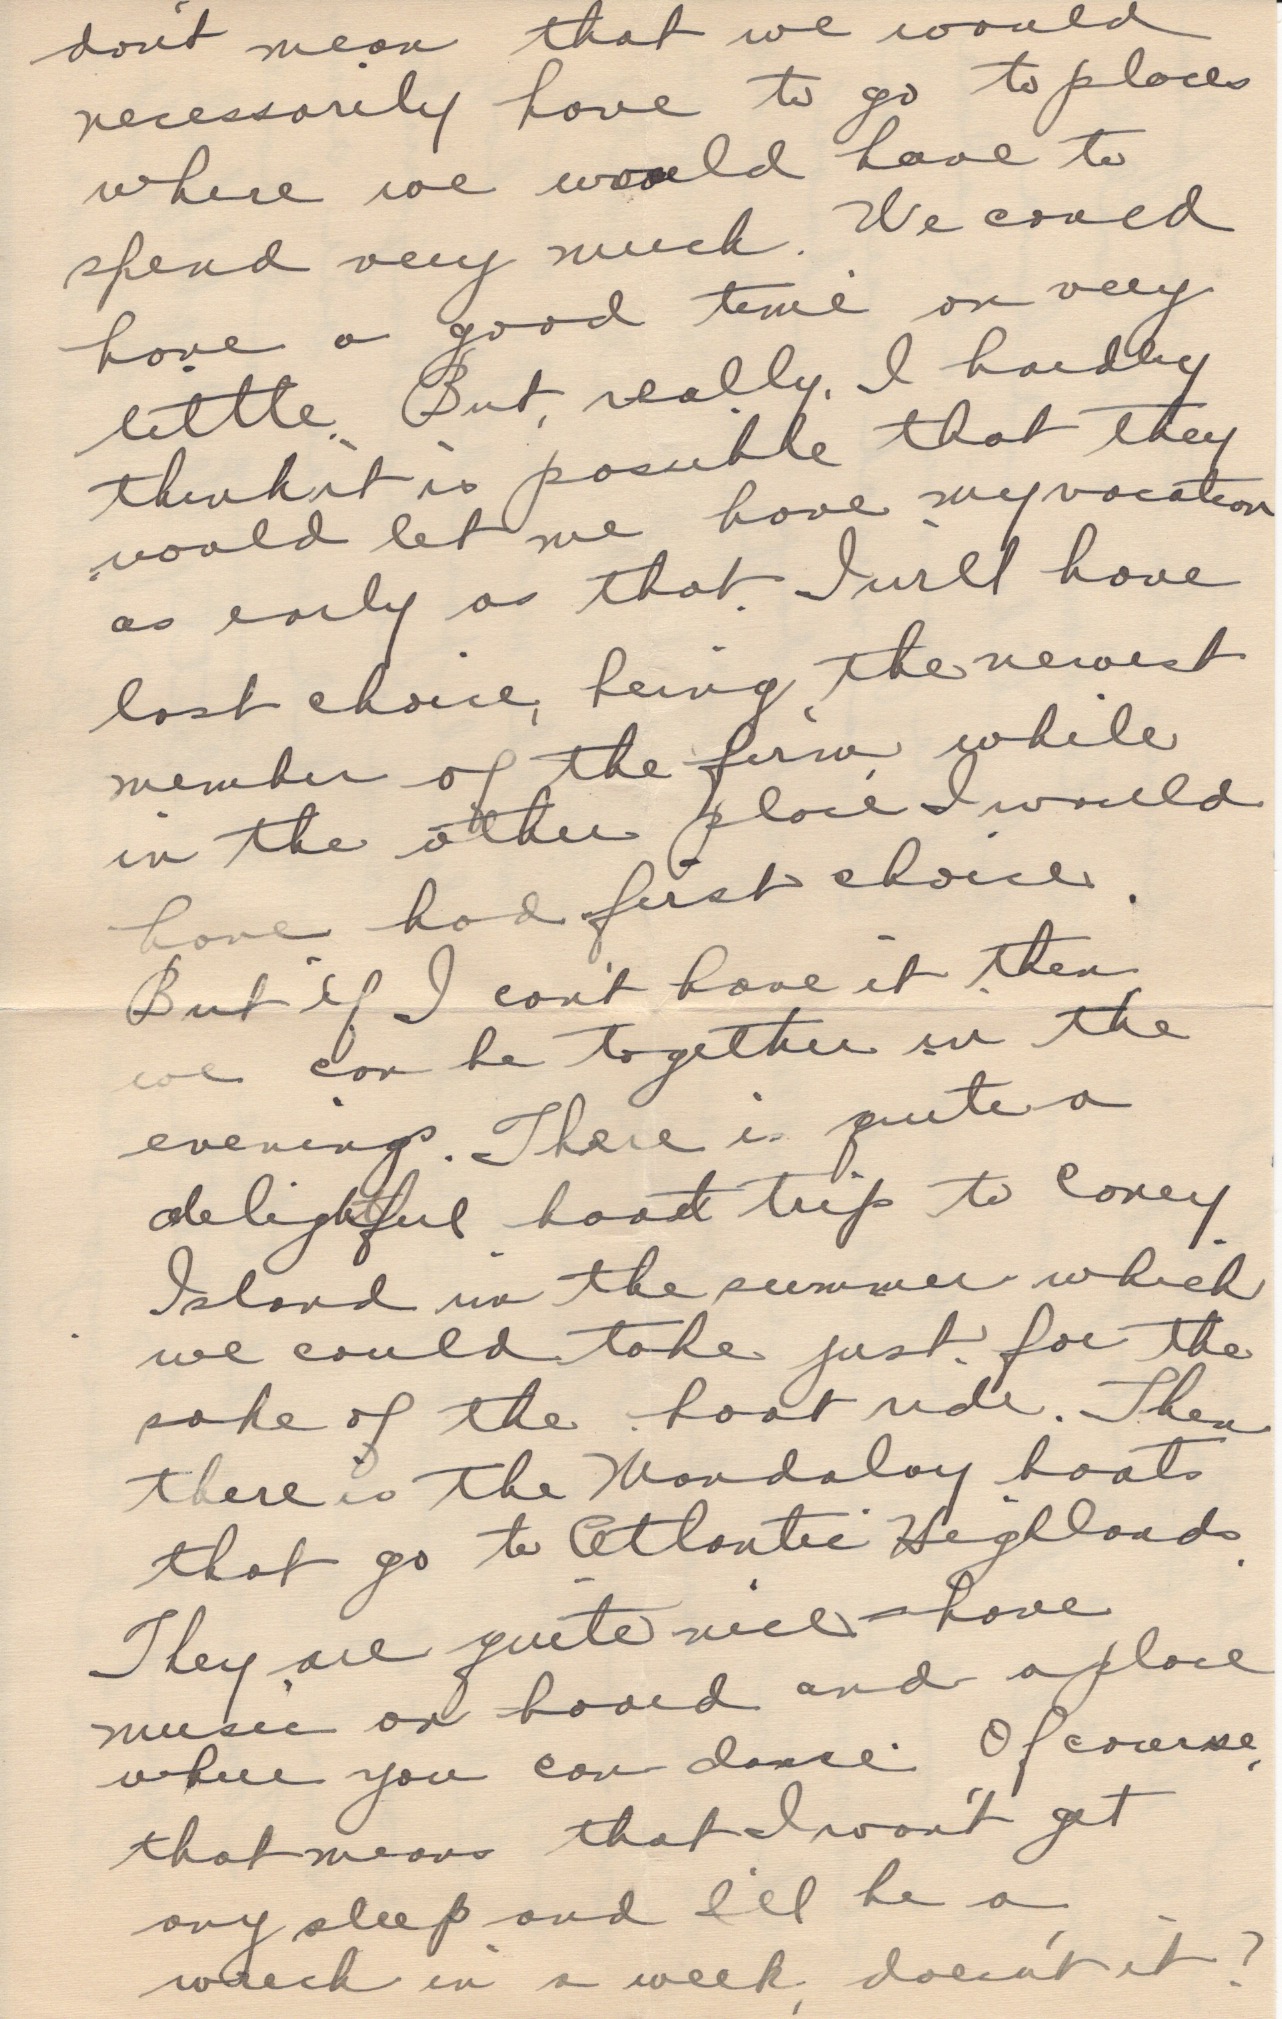 don't mean that we would
necessarily have to go to places
where we would have to
spend very much. We could
have a good time on very
little. But, really, I hardly
think it is possible that they
would let me have my vacation
as early as that. I will have
last choice, being the newest
member of the firm, while
in the other place I would
have had first choice.
But if I can't have it then
we can be together in the
evenings. There is quite a
delightful boat trip to Coney
Island in the summer which
we could take just for the
sake of the boat ride. Then
there is the Mandalay boats
that go to Atlantic Highlands.
They are quite nice - have
music on board and a place
where you can dance. Of course,
that means that I won't get
any sleep and I'll be a
wreck in a week, doesn't it?